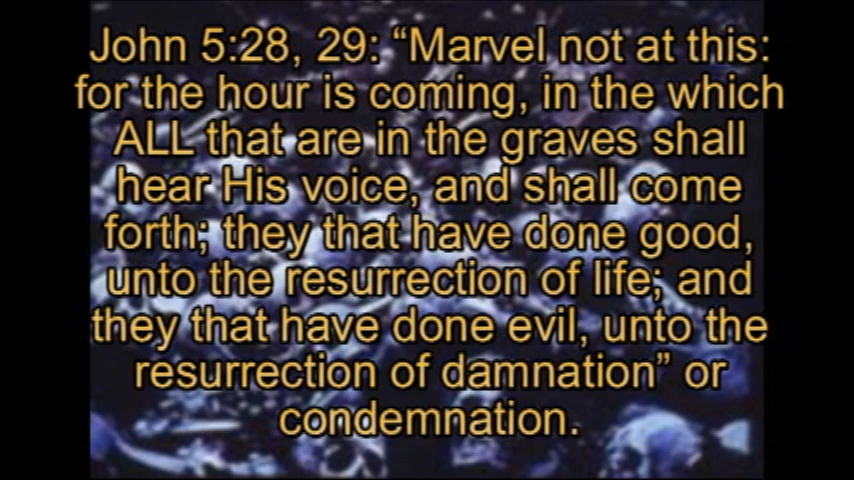 John 5:28, 29: “Marvel not at this:
for the hour is coming, in the which
ALL that are in the graves shall
hear His voice, and shall come
forth; they that have done good,
unto the resurrection of life; and
they that have done evil, unto the
resurrection of damnation” or
condemnation.